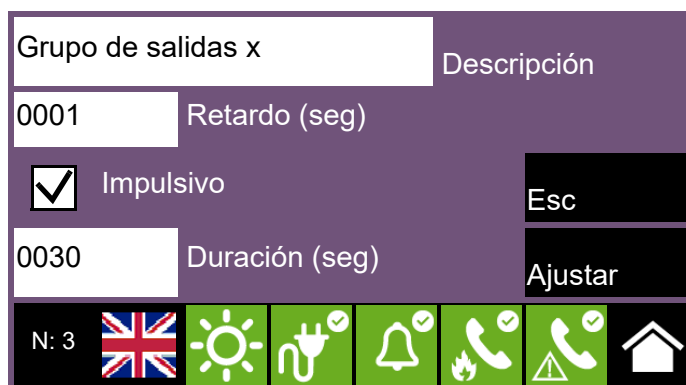 Grupo de salidas x
Descripción
0001 Retardo (seg)
Impulsivo
Esc
0030 Duración (seg)
Ajustar
N: 3